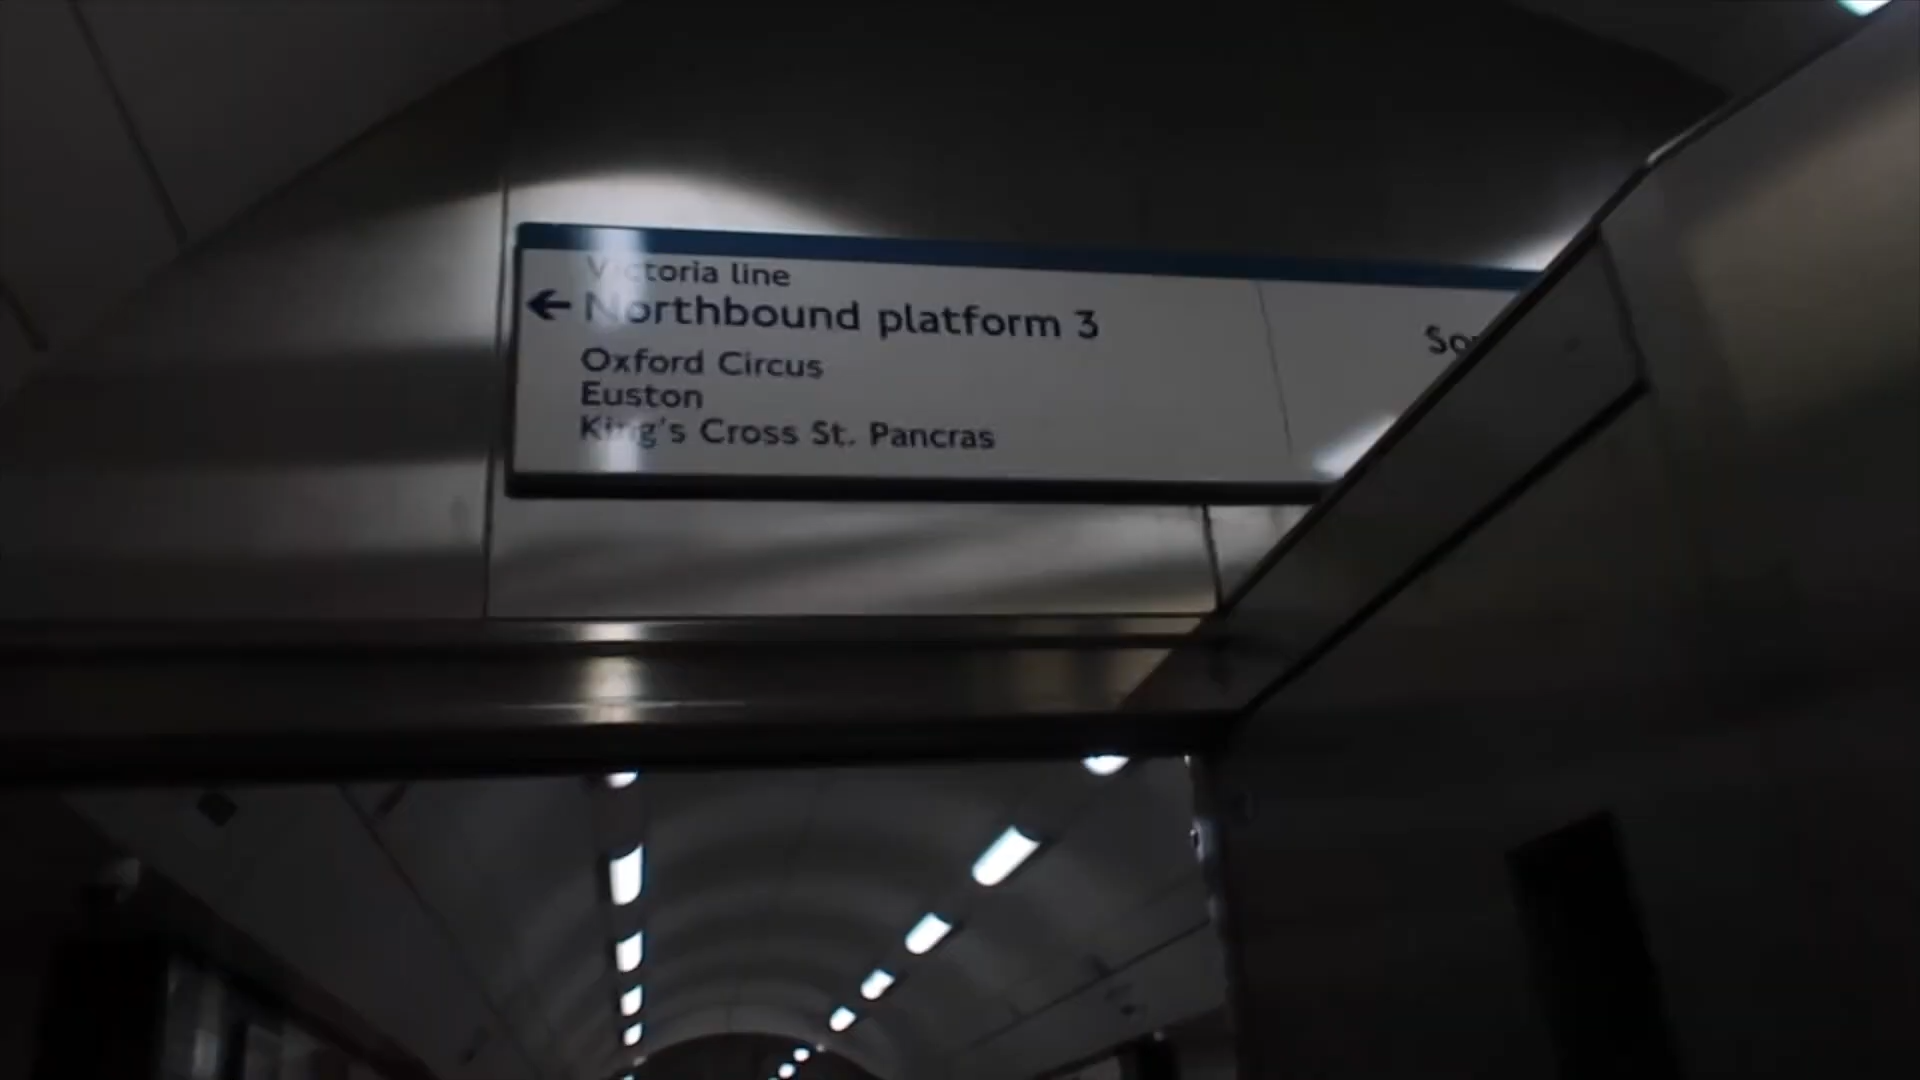 Victoria line
← Northbound platform 3
Oxford Circus
Euston
King's Cross St. Pancras